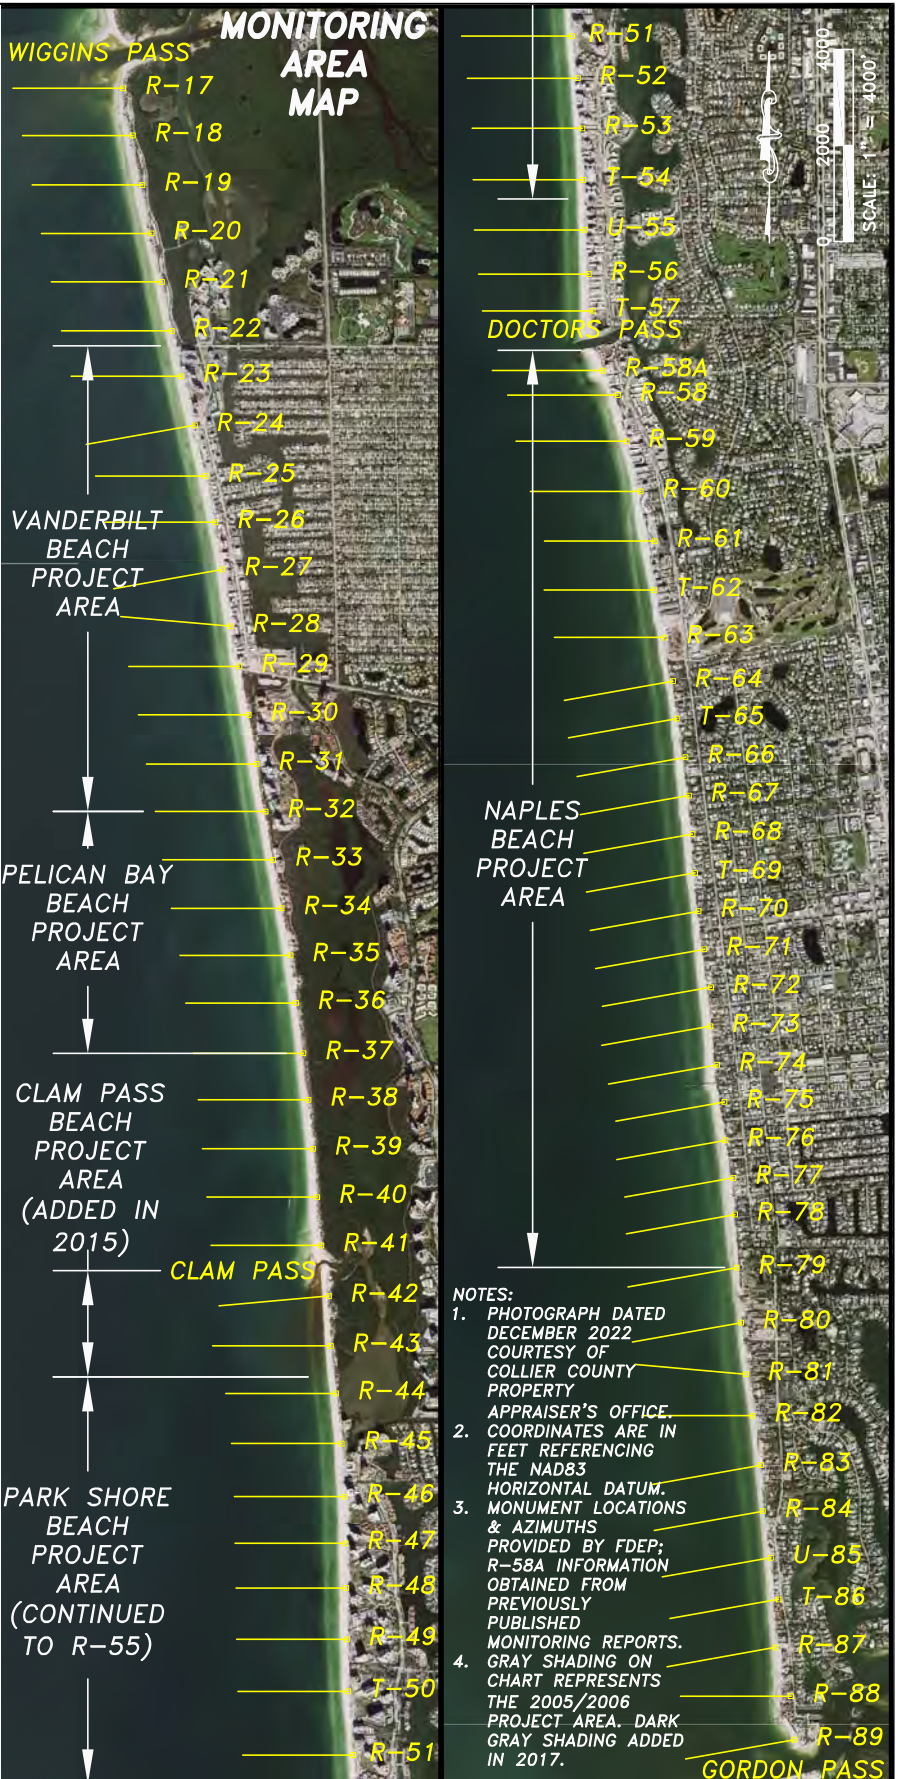 MONITORING
AREA
MAP
WIGGINS PASS
R-17
R-18
R-19
R-20
R-21
R-22
R-23
R-24
R-25
R-26
R-27
R-28
R-29
R-30
R-31
R-32
R-33
R-34
R-35
R-36
R-37
R-38
R-39
R-40
R-41
CLAM PASS
R-42
R-43
R-44
R-45
R-46
R-47
R-48
R-49
T-50
R-51
VANDERBILT
BEACH
PROJECT
AREA
PELICAN BAY
BEACH
PROJECT
AREA
CLAM PASS
BEACH
PROJECT
AREA
(ADDED IN
2015)
PARK SHORE
BEACH
PROJECT
AREA
(CONTINUED
TO R-55)
R-51
R-52
R-53
T-54
U-55
R-56
T-57
DOCTORS PASS
R-58A
R-58
R-59
R-60
R-61
T-62
R-63
R-64
T-65
R-66
R-67
R-68
T-69
R-70
R-71
R-72
R-73
R-74
R-75
R-76
R-77
R-78
R-79
R-80
R-81
R-82
R-83
R-84
U-85
T-86
R-87
R-88
R-89
GORDON PASS
NAPLES
BEACH
PROJECT
AREA
0 2000 4000
SCALE: 1" = 4000'
NOTES:
1. PHOTOGRAPH DATED
DECEMBER 2022
COURTESY OF
COLLIER COUNTY
PROPERTY
APPRAISER'S OFFICE.
2. COORDINATES ARE IN
FEET REFERENCING
THE NAD83
HORIZONTAL DATUM.
3. MONUMENT LOCATIONS
& AZIMUTHS
PROVIDED BY FDEP;
R-58A INFORMATION
OBTAINED FROM
PREVIOUSLY
PUBLISHED
MONITORING REPORTS.
4. GRAY SHADING ON
CHART REPRESENTS
THE 2005/2006
PROJECT AREA. DARK
GRAY SHADING ADDED
IN 2017.